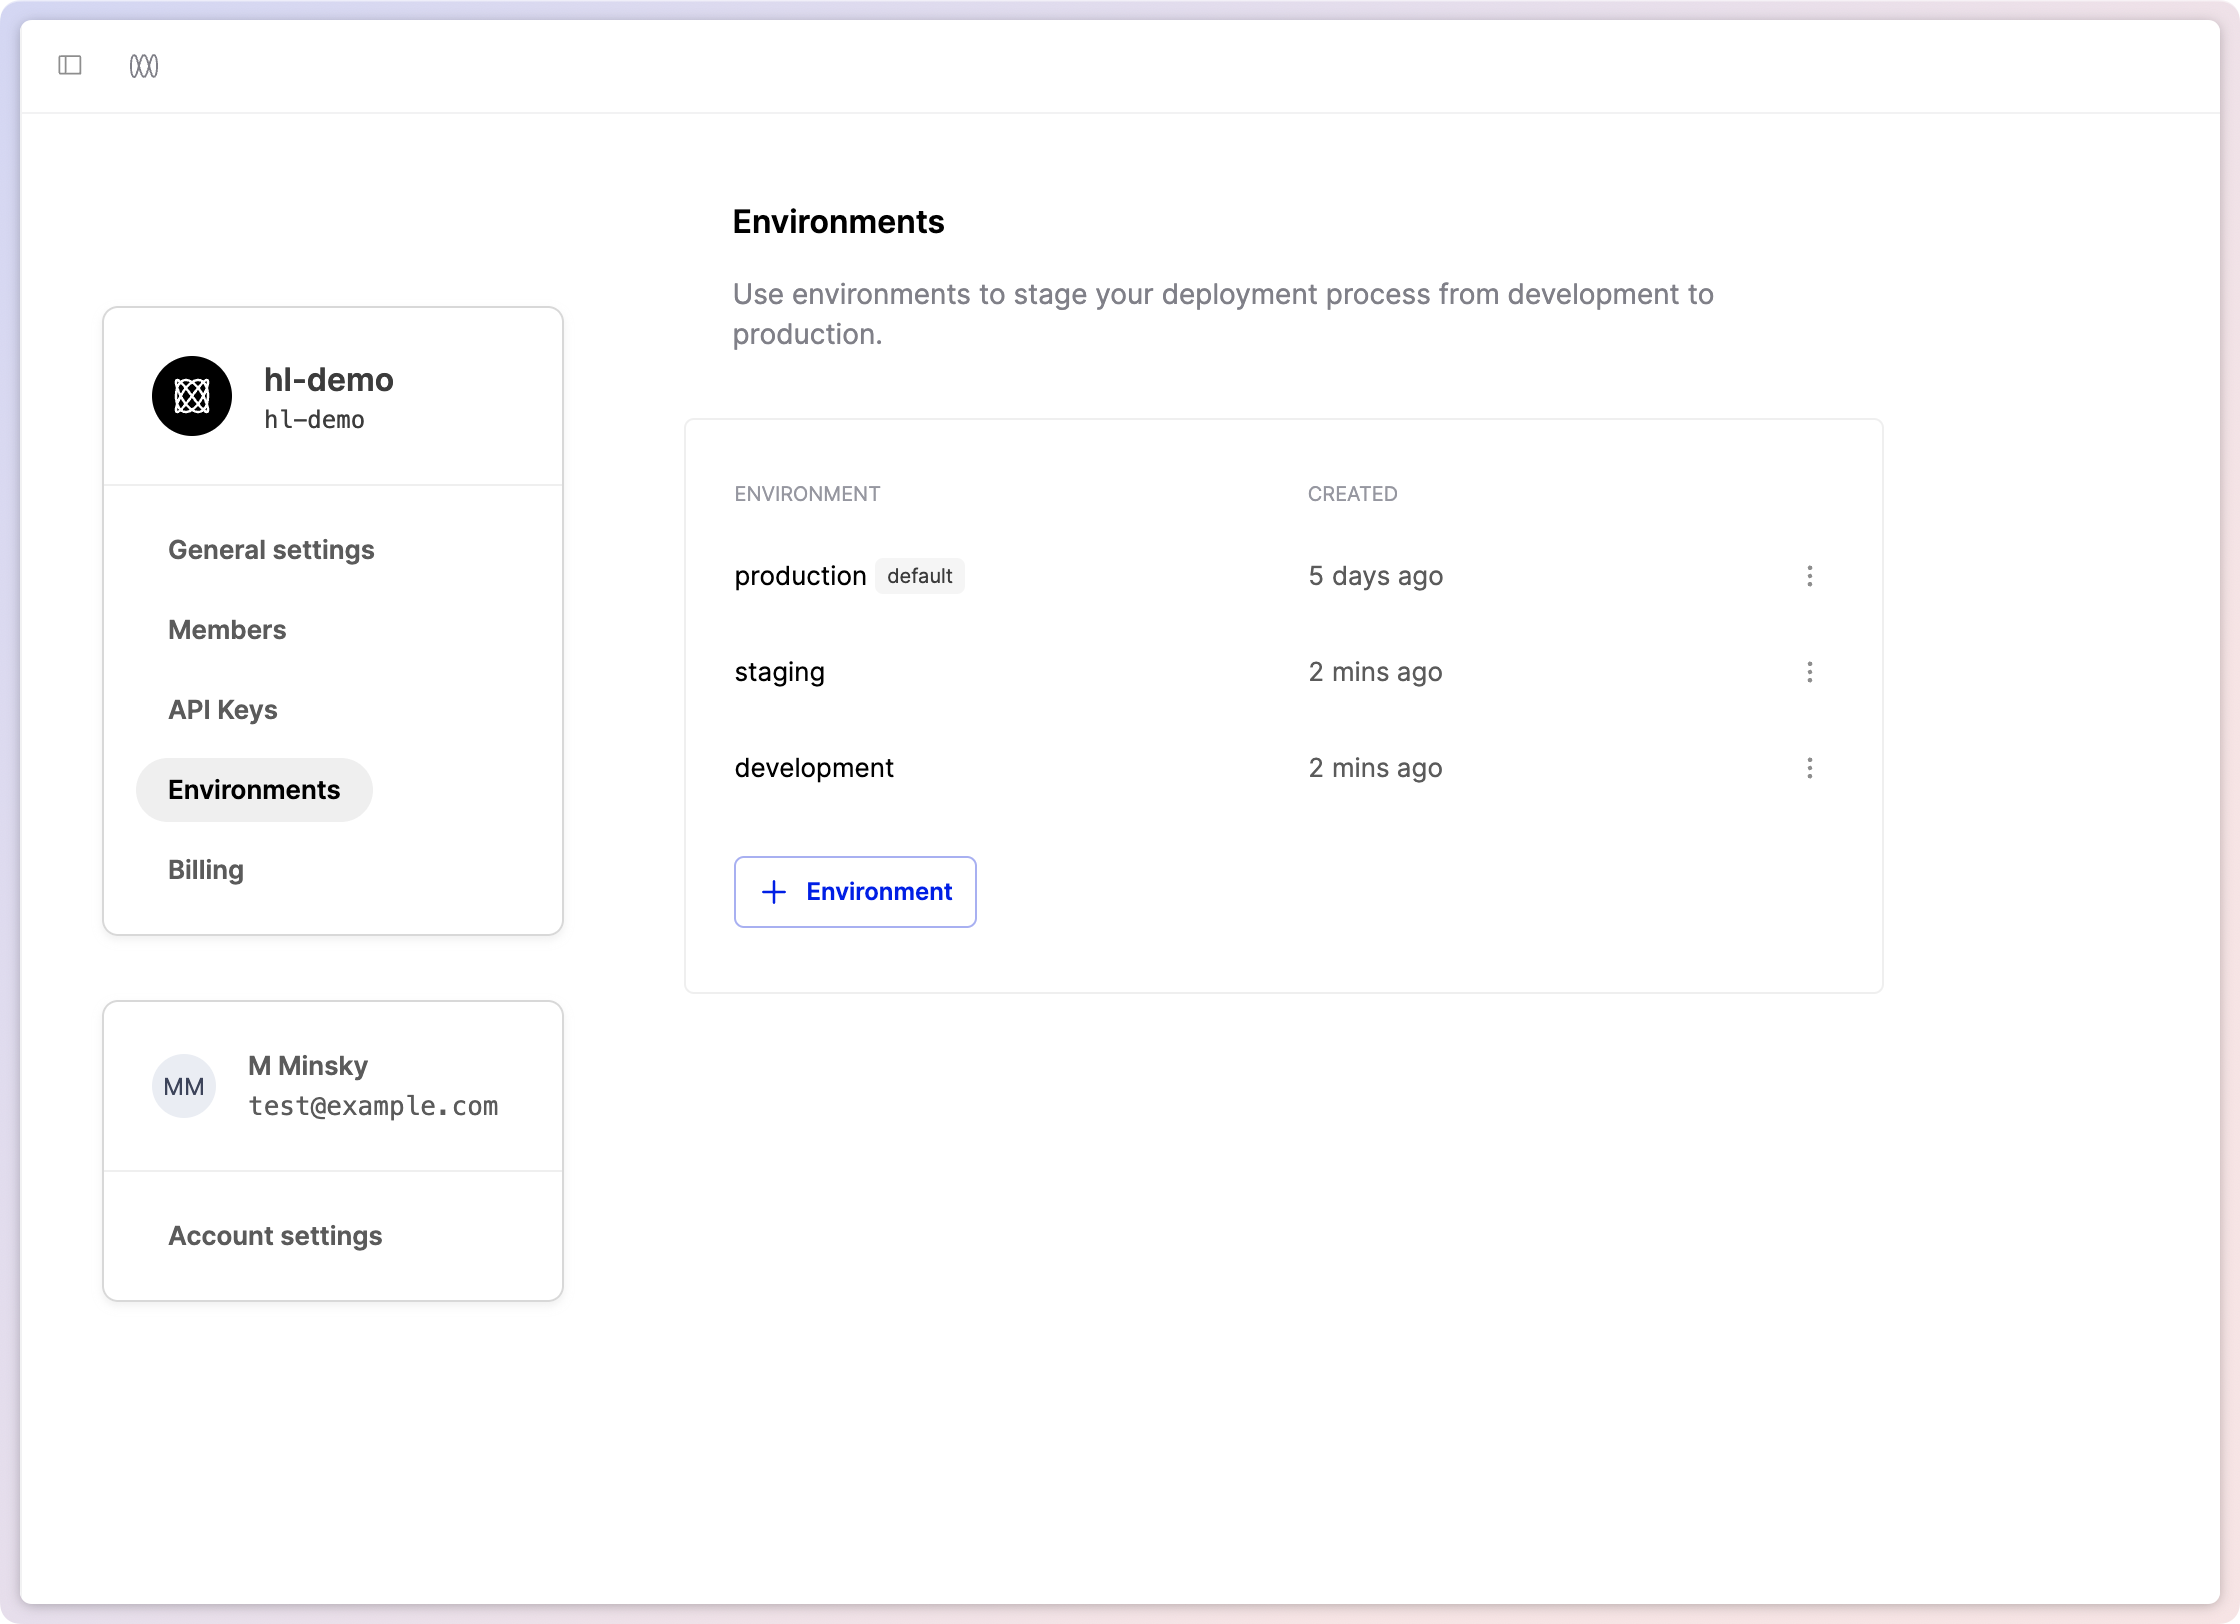 hl-demo
hl-demo
General settings
Members
API Keys
Environments
Billing
MM
M Minsky
test@example.com
Account settings
Environments
Use environments to stage your deployment process from development to
production.
ENVIRONMENT CREATED
production default 5 days ago
staging 2 mins ago
development 2 mins ago
+ Environment